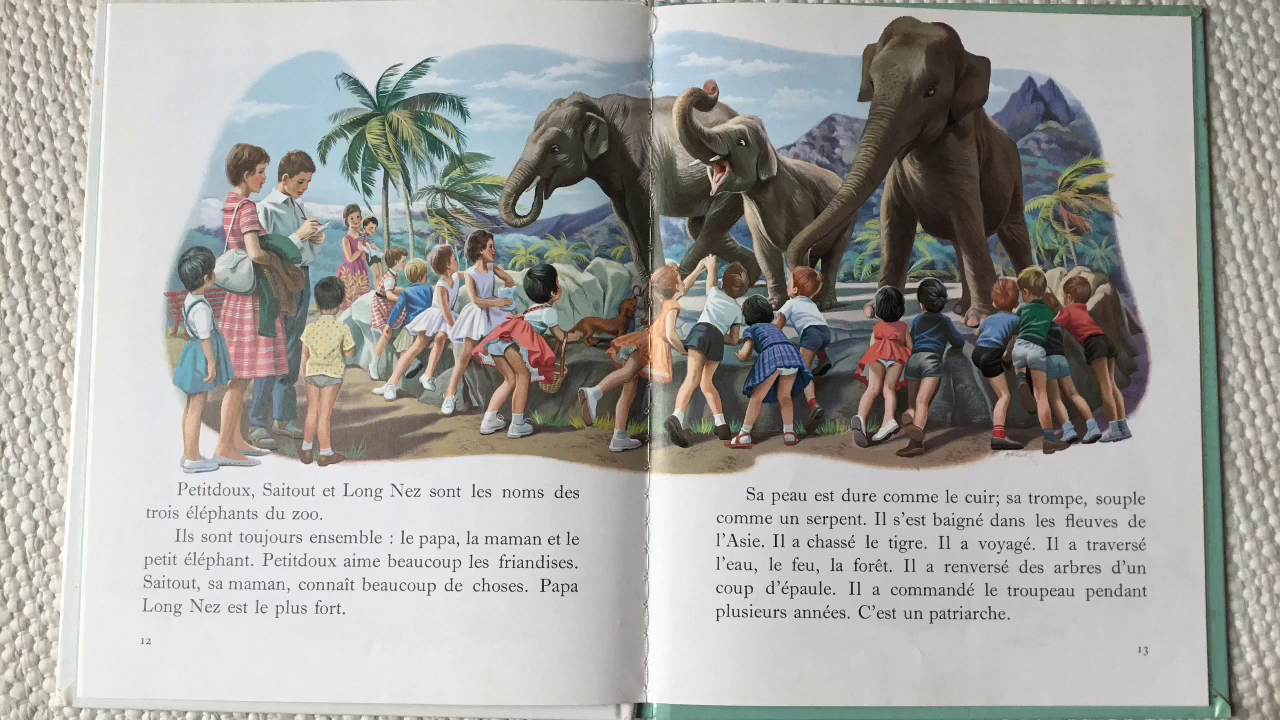 Petitdoux, Saitout et Long Nez sont les noms des
trois éléphants du zoo.
Ils sont toujours ensemble : le papa, la maman et le
petit éléphant. Petitdoux aime beaucoup les friandises.
Saitout, sa maman, connaît beaucoup de choses. Papa
Long Nez est le plus fort.
12
Sa peau est dure comme le cuir; sa trompe, souple
comme un serpent. Il s'est baigné dans les fleuves de
l'Asie. Il a chassé le tigre. Il a voyagé. Il a traversé
l'eau, le feu, la forêt. Il a renversé des arbres d'un
coup d'épaule. Il a commandé le troupeau pendant
plusieurs années. C'est un patriarche.
13